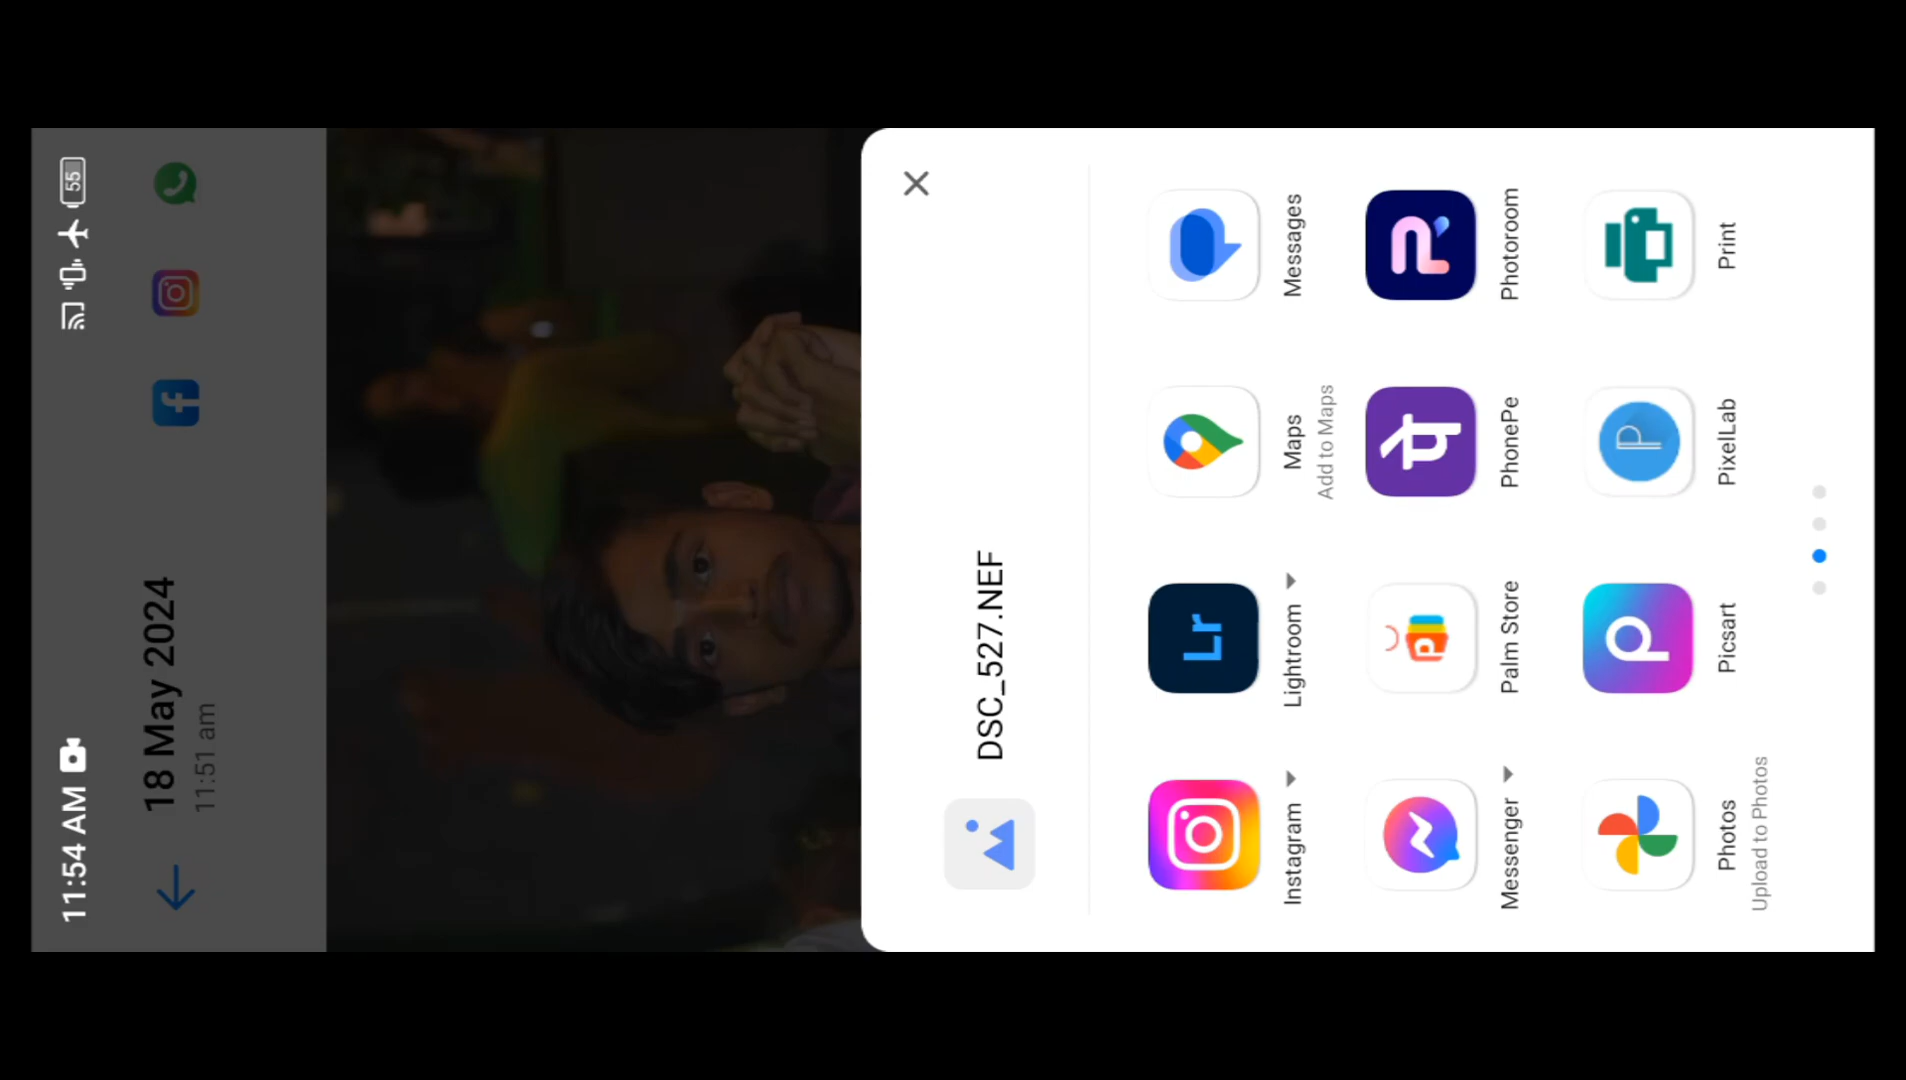 11:54 AM
55
18 May 2024
11:51 am
DSC_527.NEF
Instagram
Lightroom
Maps
Add to Maps
Messages
Messenger
Palm Store
PhonePe
Photoroom
Photos
Upload to Photos
Picsart
PixelLab
Print
Lr